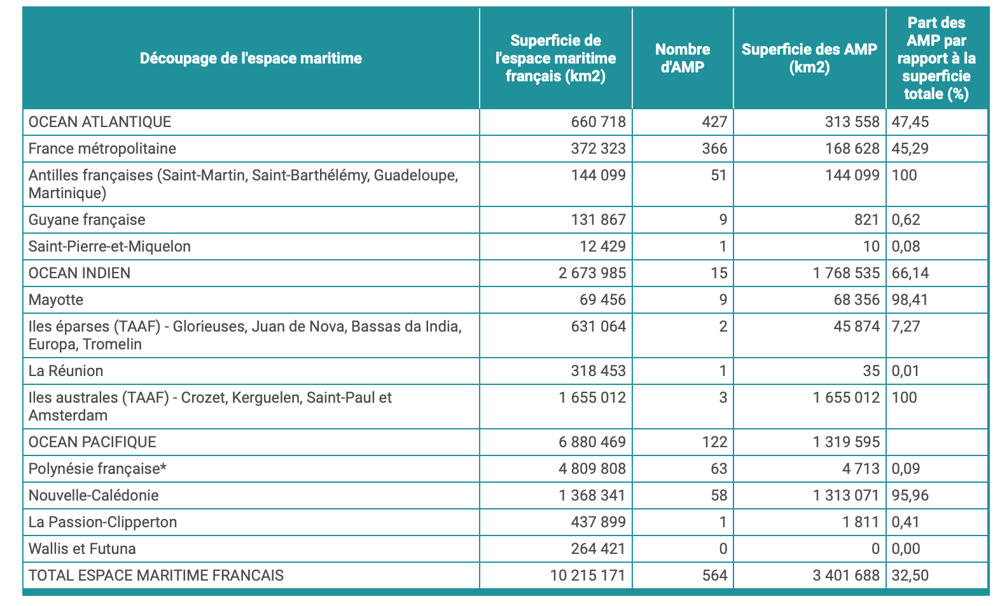 Découpage de l'espace maritime
Superficie de
l'espace maritime
français (km2)
Nombre
d'AMP
Superficie des AMP
(km2)
Part des
AMP par
rapport à la
superficie
totale (%)
OCEAN ATLANTIQUE 660 718 427 313 558 47,45
France métropolitaine 372 323 366 168 628 45,29
Antilles françaises (Saint-Martin, Saint-Barthélémy, Guadeloupe, 144 099 51 144 099 100
Martinique)
Guyane française 131 867 9 821 0,62
Saint-Pierre-et-Miquelon 12 429 1 10 0,08
OCEAN INDIEN 2 673 985 15 1 768 535 66,14
Mayotte 69 456 9 68 356 98,41
Iles éparses (TAAF) - Glorieuses, Juan de Nova, Bassas da India, 631 064 2 45 874 7,27
Europa, Tromelin
La Réunion 318 453 1 35 0,01
Iles australes (TAAF) - Crozet, Kerguelen, Saint-Paul et 1 655 012 3 1 655 012 100
Amsterdam
OCEAN PACIFIQUE 6 880 469 122 1 319 595
Polynésie française* 4 809 808 63 4 713 0,09
Nouvelle-Calédonie 1 368 341 58 1 313 071 95,96
La Passion-Clipperton 437 899 1 1 811 0,41
Wallis et Futuna 264 421 0 0 0,00
TOTAL ESPACE MARITIME FRANCAIS 10 215 171 564 3 401 688 32,50